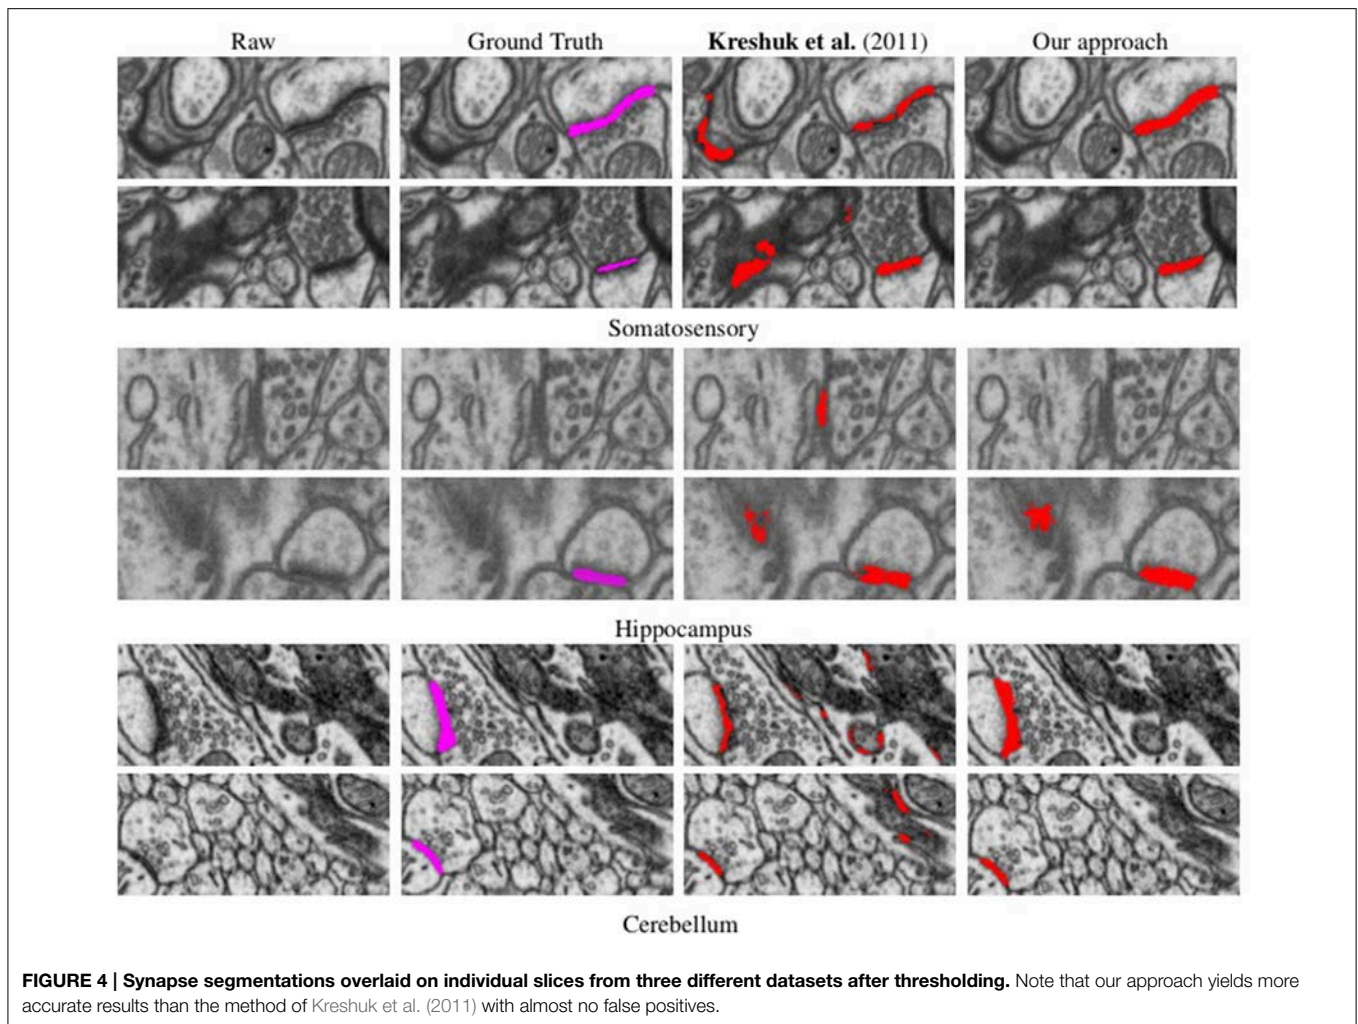 Raw Ground Truth Kreshuk et al. (2011) Our approach
Somatosensory
Hippocampus
Cerebellum
FIGURE 4 | Synapse segmentations overlaid on individual slices from three different datasets after thresholding. Note that our approach yields more
accurate results than the method of Kreshuk et al. (2011) with almost no false positives.